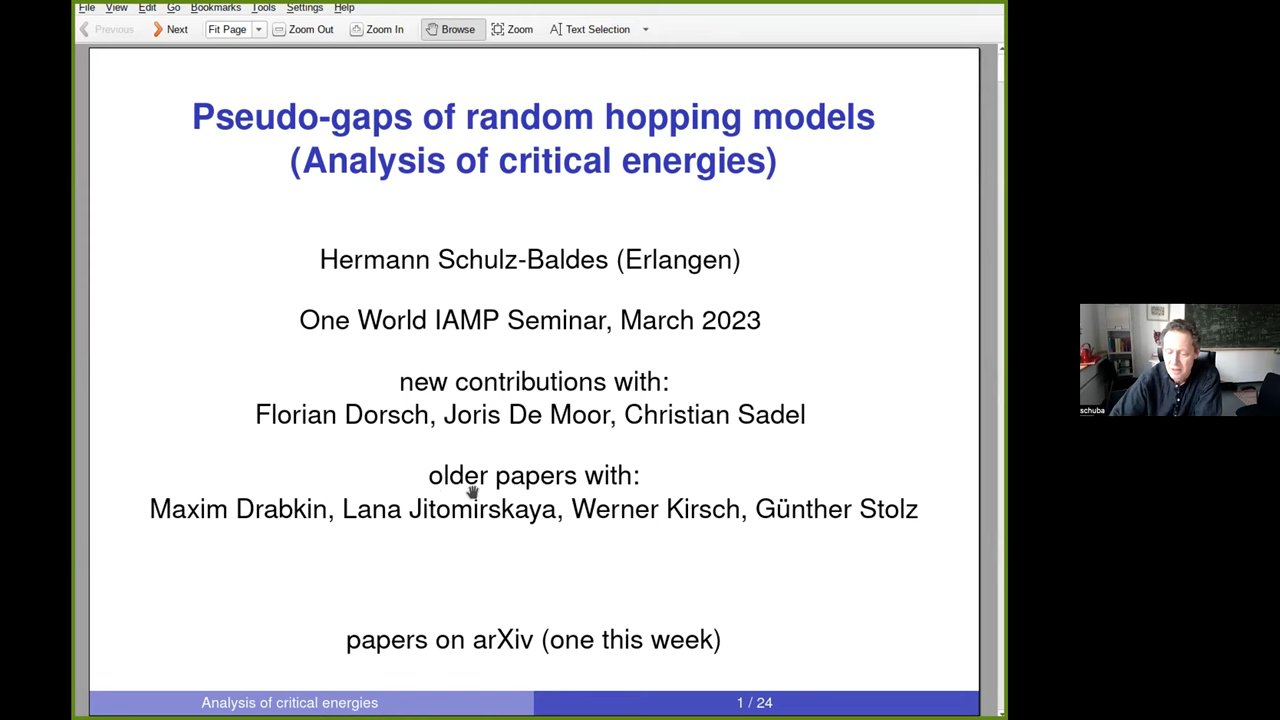 File View Edit Go Bookmarks Tools Settings Help
Previous Next Fit Page Zoom Out Zoom In Browse Zoom Text Selection
Pseudo-gaps of random hopping models
(Analysis of critical energies)
Hermann Schulz-Baldes (Erlangen)
One World IAMP Seminar, March 2023
new contributions with:
Florian Dorsch, Joris De Moor, Christian Sadel
older papers with:
Maxim Drabkin, Lana Jitomirskaya, Werner Kirsch, Günther Stolz
schuba
papers on arXiv (one this week)
Analysis of critical energies 1 / 24